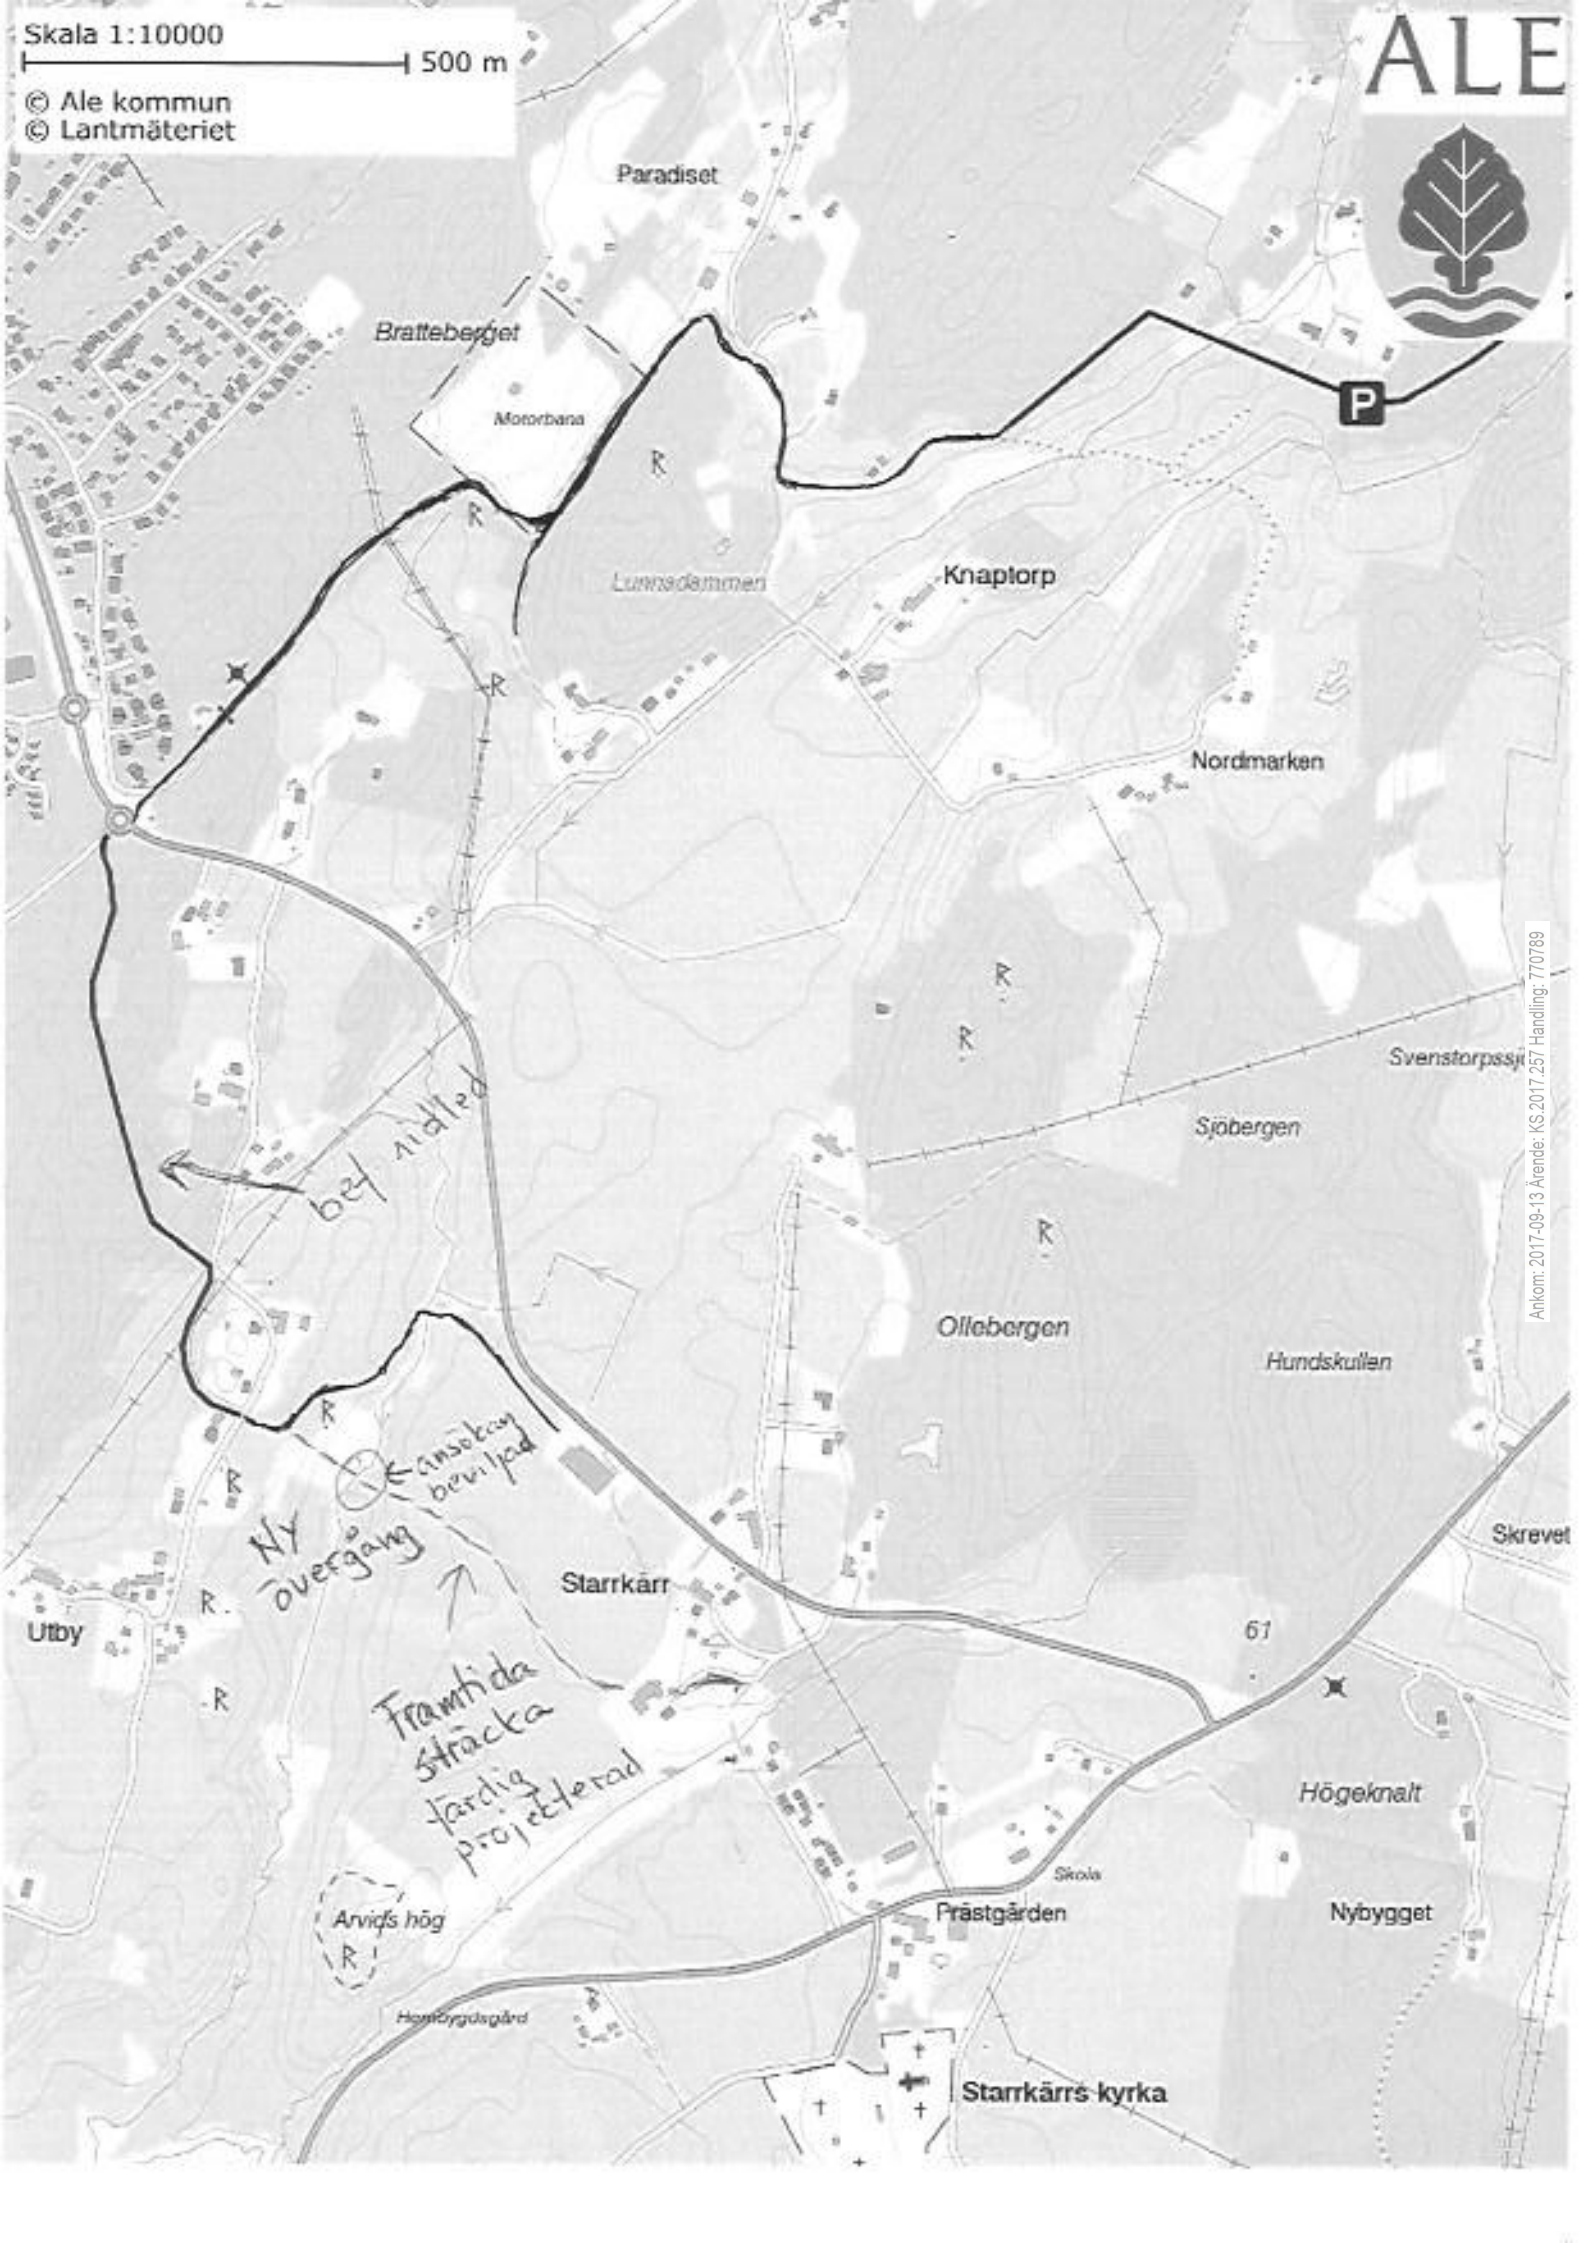 Skala 1:10000
500 m
© Ale kommun
© Lantmäteriet
ALE
Paradiset
Bratteberget
Motorbana
P
R
R
Lunnadammen
Knaptorp
R
Nordmarken
R
R
Svenstorpssjö
Sjöbergen
bef ridled
R
Ollebergen
Hundskullen
R
ansökan
beviljad
R
Ny
övergång
Skrevet
Starrkärr
R
Utby
61
R
Framtida
sträcka
färdig
projekterad
Högeknalt
Skola
Arvids hög
R
Prästgården
Nybygget
Hembygdsgård
Starrkärrs kyrka
Ankom: 2017-09-13 Ärende: KS.2017.257 Handling: 770789